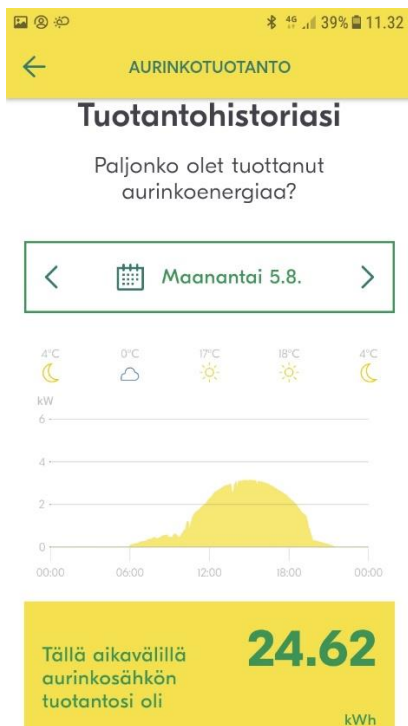 4G 39% 11.32
AURINKOTUOTANTO
Tuotantohistoriasi
Paljonko olet tuottanut
aurinkoenergiaa?
Maanantai 5.8.
4°C 0°C 17°C 18°C 4°C
kW
6
4
2
0
00:00 06:00 12:00 18:00 00:00
Tällä aikavälillä
aurinkosähkön
tuotantosi oli
24.62
kWh